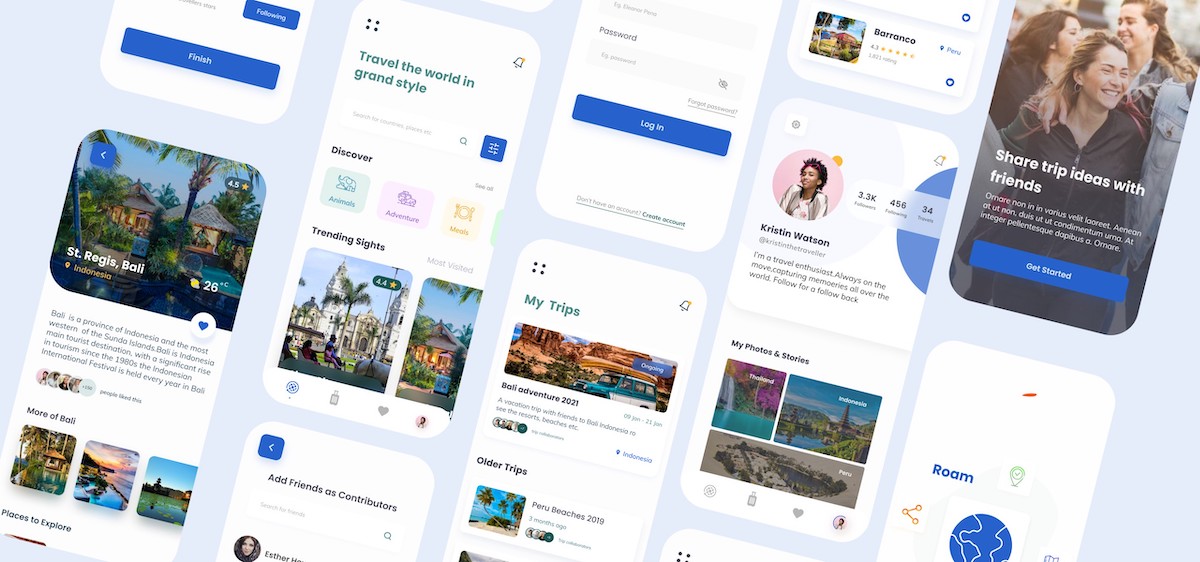 Following
Finish
4.5
St. Regis, Bali
Indonesia
26°C
Bali is a province of Indonesia and the most
western of the Sunda Islands.Bali is Indonesia
main tourist destination, with a significant rise
in tourism since the 1980s the Indonesian
International Festival is held every year in Bali
people liked this
More of Bali
Places to Explore
Travel the world in
grand style
Search for countries, places etc
Discover
See all
Animals
Adventure
Meals
Trending Sights
Most Visited
4.4
Add Friends as Contributors
Search for friends
Esther
Eg. Eleanor Pena
Password
Eg. password
Forgot password?
Log In
Don't have an account? Create account
My Trips
Ongoing
Bali adventure 2021
09 Jan - 21 Jan
A vacation trip with friends to Bali Indonesia ro
see the resorts, beaches etc.
Trip collaborators
Indonesia
Older Trips
Peru Beaches 2019
3 months ago
Trip collaborators
Barranco
Peru
4.3
1,621 rating
3.3K
Followers
456
Following
34
Travels
Kristin Watson
@kristinthetraveller
I'm a travel enthusiast.Always on the
move,capturing memoeries all over the
world. Follow for a follow back
My Photos & Stories
Thailand
Indonesia
Peru
Share trip ideas with
friends
Ornare non in in varius velit laoreet. Aenean
at ut non, duis ut ut condimentum urna. At
integer pellentesque dapibus a. Ornare.
Get Started
Roam